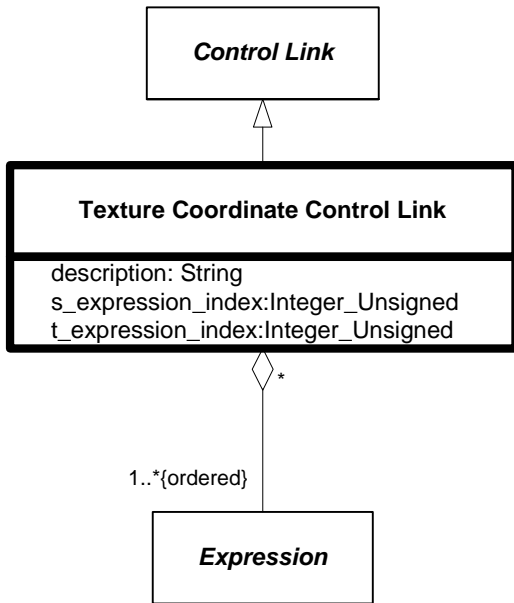 Control Link
Texture Coordinate Control Link
description: String
s_expression_index:Integer_Unsigned
t_expression_index:Integer_Unsigned
*
1..*{ordered}
Expression